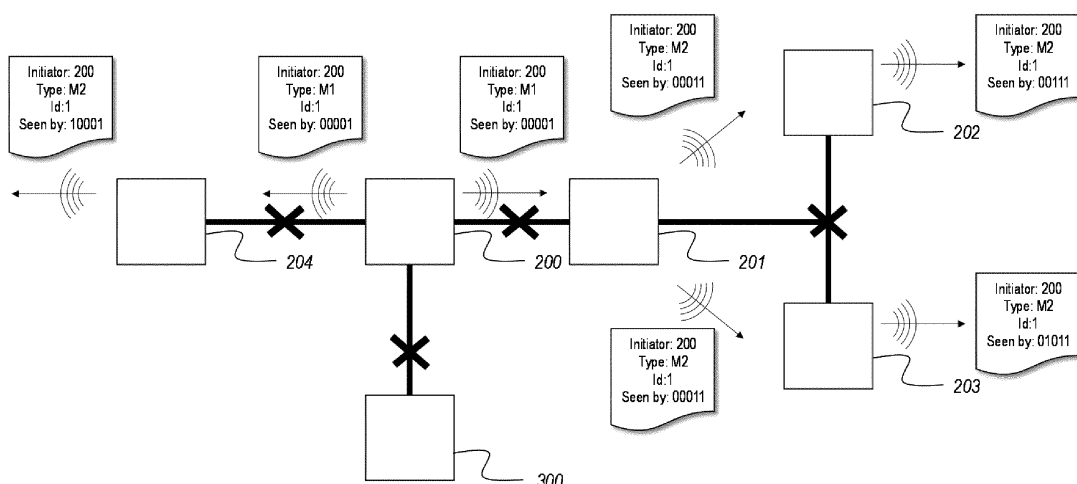 Initiator: 200
Type: M2
Id:1
Seen by: 10001
Initiator: 200
Type: M1
Id:1
Seen by: 00001
Initiator: 200
Type: M1
Id:1
Seen by: 00001
Initiator: 200
Type: M2
Id:1
Seen by: 00011
Initiator: 200
Type: M2
Id:1
Seen by: 00111
202
204
200
201
Initiator: 200
Type: M2
Id:1
Seen by: 00011
Initiator: 200
Type: M2
Id:1
Seen by: 01011
203
300